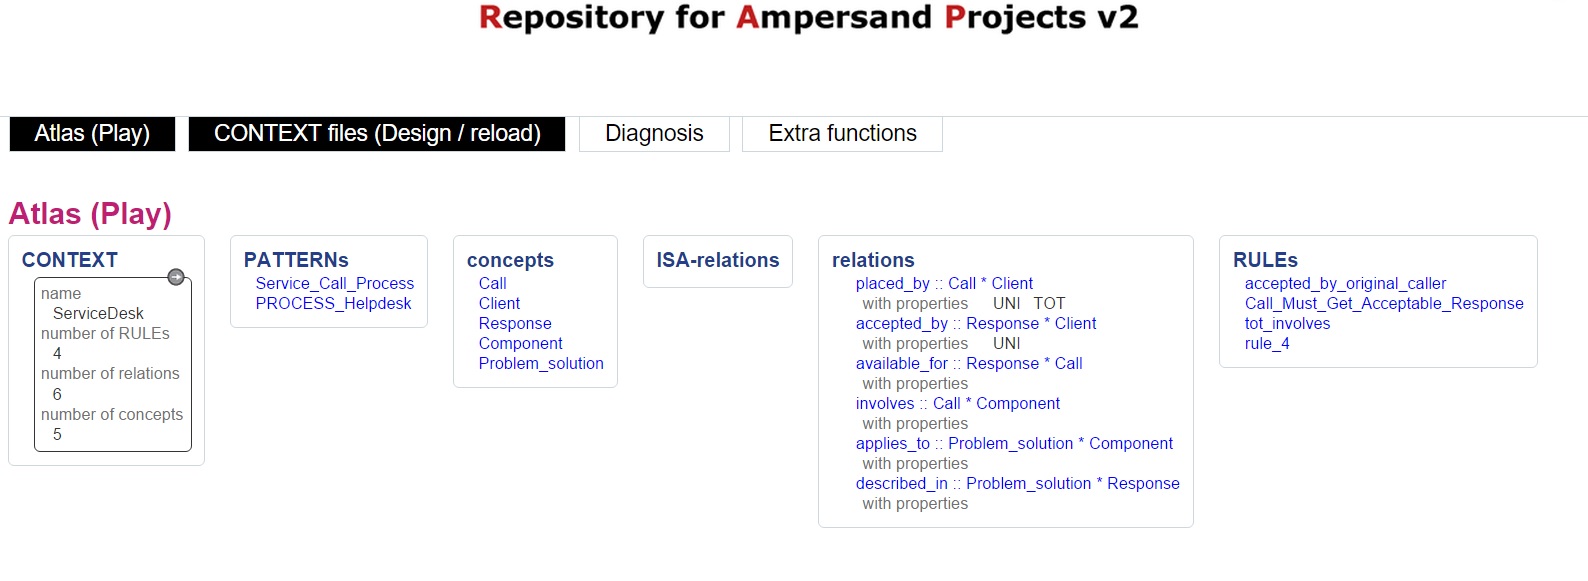 Repository for Ampersand Projects v2
Atlas (Play)
CONTEXT files (Design / reload)
Diagnosis
Extra functions
Atlas (Play)
CONTEXT
name
ServiceDesk
number of RULEs
4
number of relations
6
number of concepts
5
PATTERNs
Service_Call_Process
PROCESS_Helpdesk
concepts
Call
Client
Response
Component
Problem_solution
ISA-relations
relations
placed_by :: Call * Client
with properties UNI TOT
accepted_by :: Response * Client
with properties UNI
available_for :: Response * Call
with properties
involves :: Call * Component
with properties
applies_to :: Problem_solution * Component
with properties
described_in :: Problem_solution * Response
with properties
RULEs
accepted_by_original_caller
Call_Must_Get_Acceptable_Response
tot_involves
rule_4